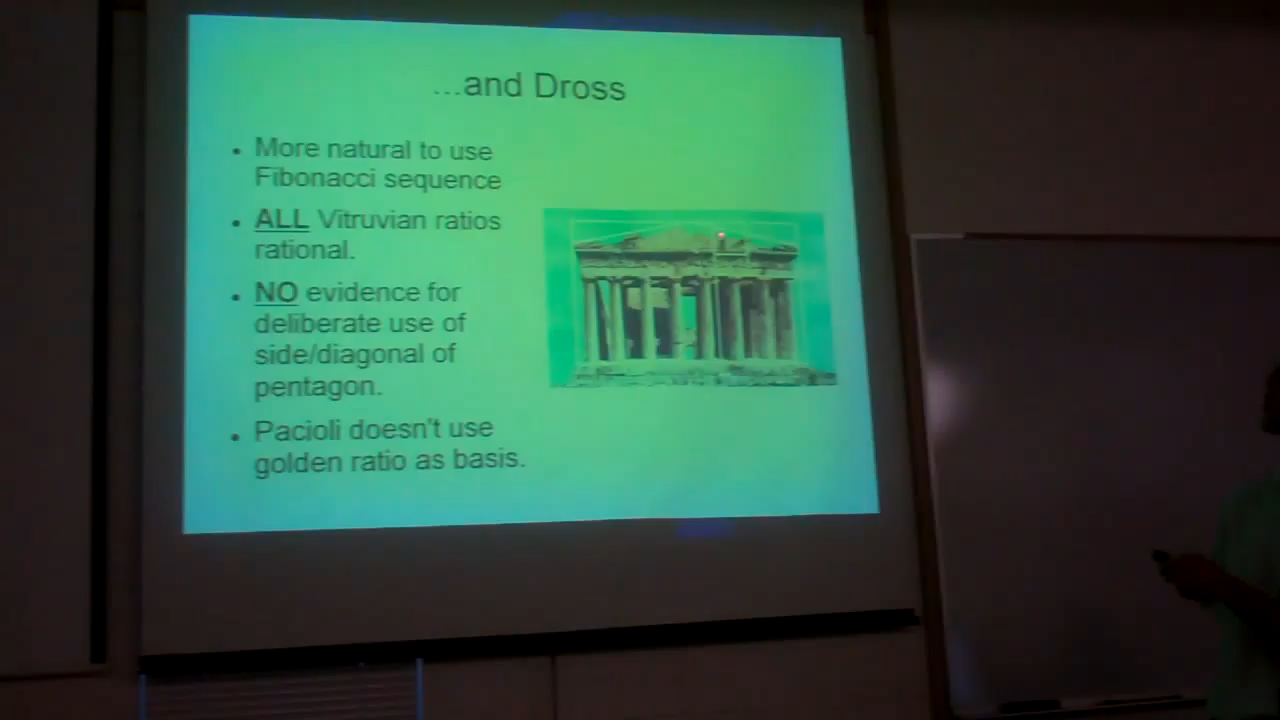 ...and Dross
• More natural to use
Fibonacci sequence
• ALL Vitruvian ratios
rational.
• NO evidence for
deliberate use of
side/diagonal of
pentagon.
• Pacioli doesn't use
golden ratio as basis.